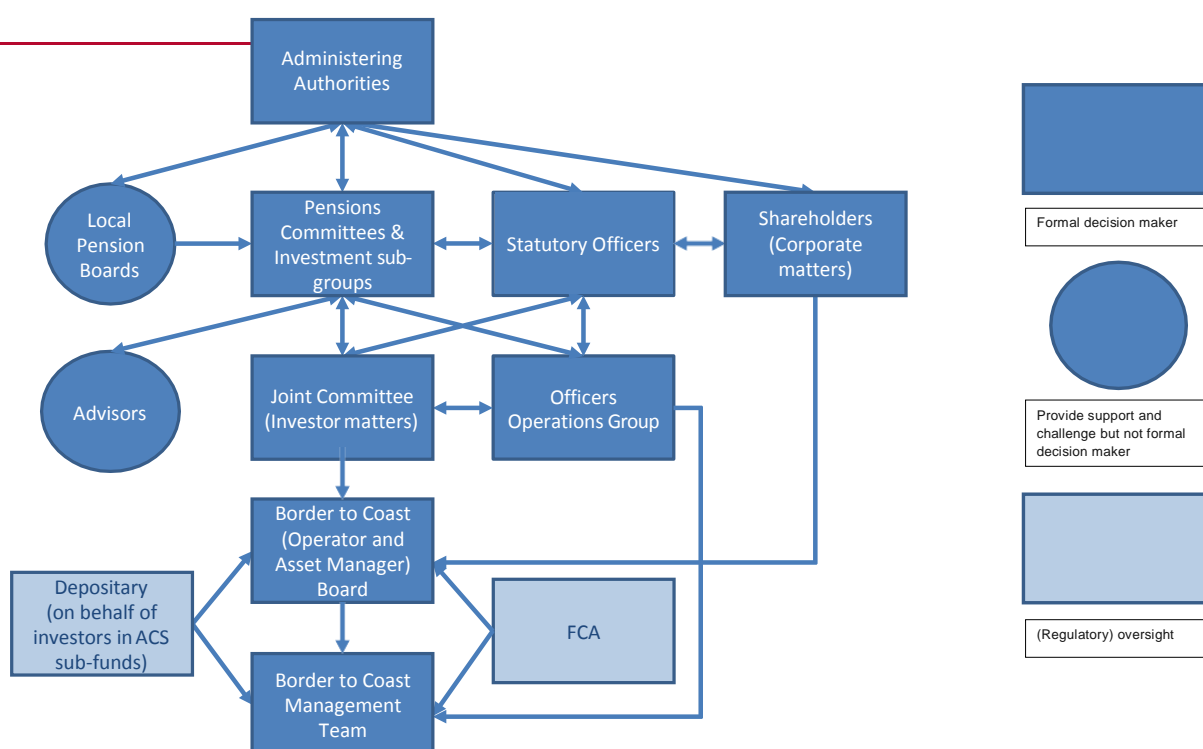 Administering
Authorities
Local
Pension
Boards
Pensions
Committees &
Investment sub-
groups
Statutory Officers
Shareholders
(Corporate
matters)
Advisors
Joint Committee
(Investor matters)
Officers
Operations Group
Border to Coast
(Operator and
Asset Manager)
Board
Depositary
(on behalf of
investors in ACS
sub-funds)
FCA
Border to Coast
Management
Team
Formal decision maker
Provide support and
challenge but not formal
decision maker
(Regulatory) oversight